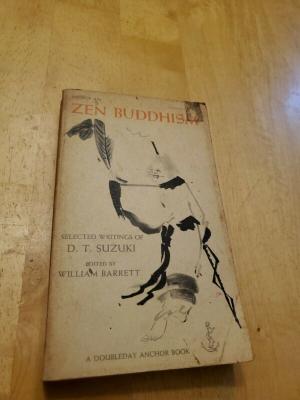 ZEN BUDDHISM
SELECTED WRITINGS OF
D. T. SUZUKI
EDITED BY
WILLIAM BARRETT
A DOUBLEDAY ANCHOR BOOK